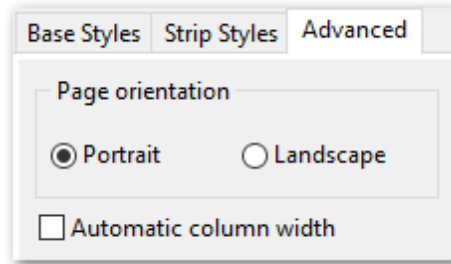 Base Styles Strip Styles Advanced
Page orientation
Portrait Landscape
Automatic column width